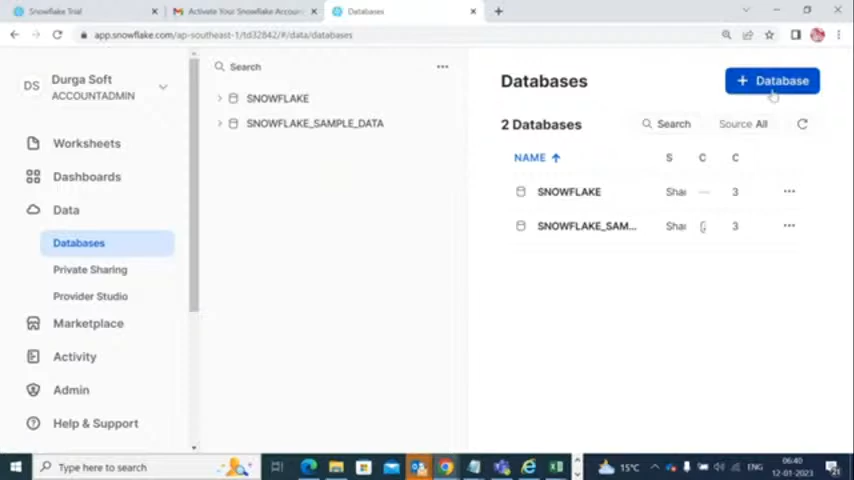 Snowflake Trial
Activate Your Snowflake Accoun
Databases
app.snowflake.com/ap-southeast-1/td32842/#/data/databases
DS
Durga Soft
ACCOUNTADMIN
Worksheets
Dashboards
Data
Databases
Private Sharing
Provider Studio
Marketplace
Activity
Admin
Help & Support
Search
SNOWFLAKE
SNOWFLAKE_SAMPLE_DATA
Databases
+ Database
2 Databases
Search
Source All
NAME
S
C
C
SNOWFLAKE
Shar
3
SNOWFLAKE_SAM...
Shar
3
Type here to search
15°C
ENG
06:40
12-01-2023